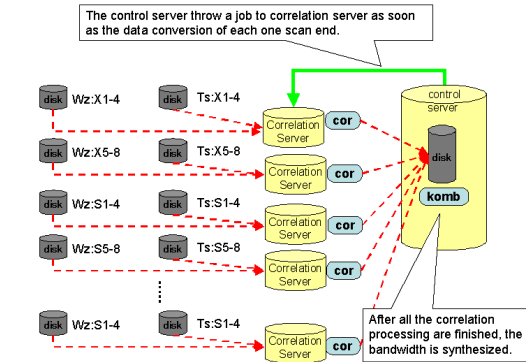 The control server throw a job to correlation server as soon
as the data conversion of each one scan end.
control
server
disk
komb
disk Wz:X1-4 disk Ts:X1-4
Correlation
Server
cor
disk Wz:X5-8 disk Ts:X5-8
Correlation
Server
cor
disk Wz:S1-4 disk Ts:S1-4
Correlation
Server
cor
disk Wz:S5-8 disk Ts:S5-8
Correlation
Server
cor
disk Wz:S1-4 disk Ts:S1-4
Correlation
Server
cor
After all the correlation
processing are finished, the
bandwidth is synthesized.